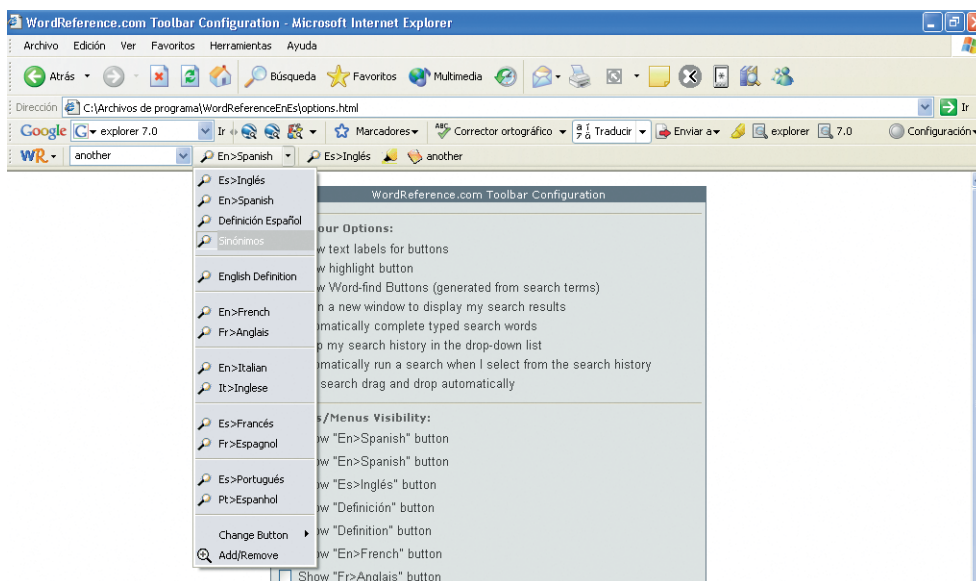 WordReference.com Toolbar Configuration - Microsoft Internet Explorer
Archivo Edición Ver Favoritos Herramientas Ayuda
Atrás Búsqueda Favoritos Multimedia
Dirección C:\Archivos de programa\WordReferenceEnEs\options.html Ir
Google G explorer 7.0 Ir Marcadores ABC Corrector ortográfico Traducir Enviar a explorer 7.0 Configuración
WR another En>Spanish Es>Inglés another
Es>Inglés
En>Spanish
Definición Español
Sinónimos
English Definition
En>French
Fr>Anglais
En>Italian
It>Inglese
Es>Francés
Fr>Espagnol
Es>Portugués
Pt>Espanhol
Change Button
Add/Remove
WordReference.com Toolbar Configuration
our Options:
w text labels for buttons
w highlight button
w Word-find Buttons (generated from search terms)
n a new window to display my search results
omatically complete typed search words
p my search history in the drop-down list
omatically run a search when I select from the search history
search drag and drop automatically
s/Menus Visibility:
ow "En>Spanish" button
ow "En>Spanish" button
ow "Es>Inglés" button
ow "Definición" button
ow "Definition" button
ow "En>French" button
Show "Fr>Anglais" button